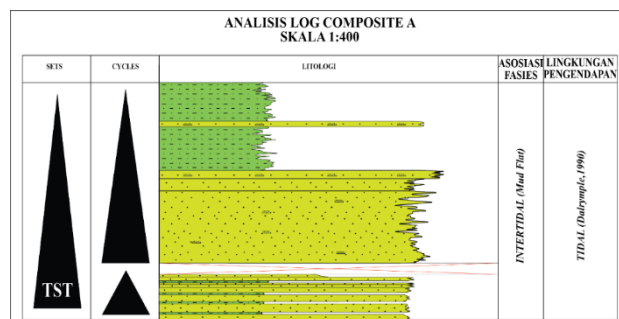 ANALISIS LOG COMPOSITE A
SKALA 1:400
SETS
CYCLES
LITOLOGI
ASOSIASI
FASIES
LINGKUNGAN
PENGENDAPAN
TST
INTERTIDAL (Mud Flat)
TIDAL (Dalrymple,1990)